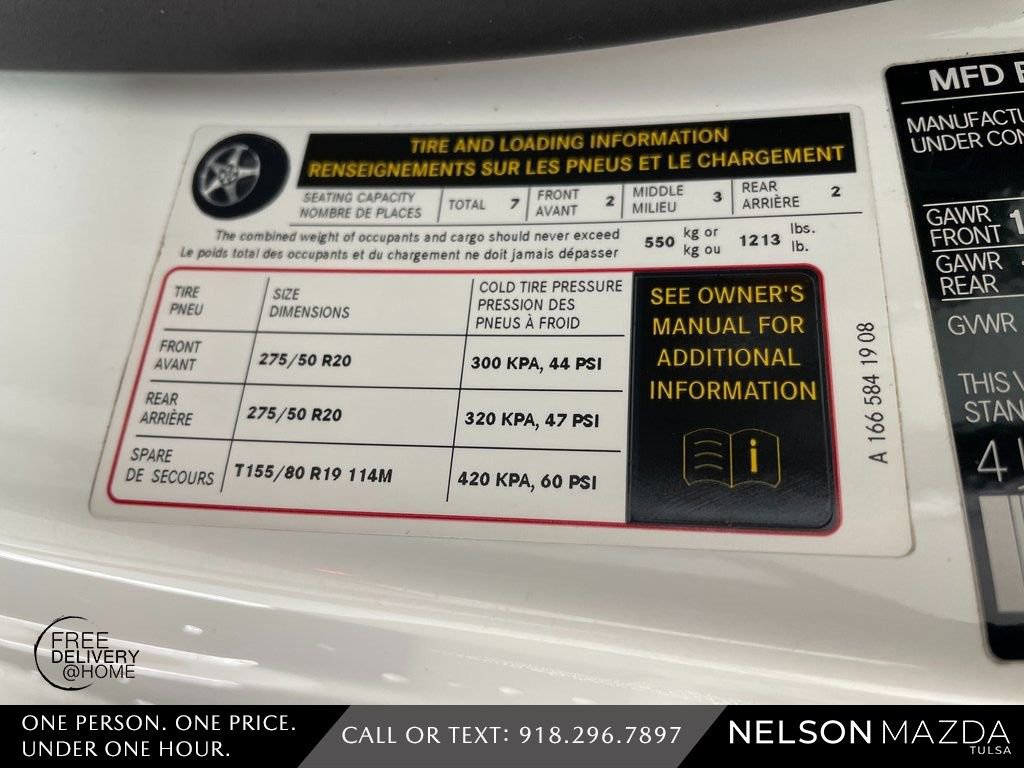 TIRE AND LOADING INFORMATION
RENSEIGNEMENTS SUR LES PNEUS ET LE CHARGEMENT
SEATING CAPACITY
NOMBRE DE PLACES
TOTAL 7
FRONT
AVANT 2
MIDDLE
MILIEU 3
REAR
ARRIÈRE 2
The combined weight of occupants and cargo should never exceed
Le poids total des occupants et du chargement ne doit jamais dépasser
550 kg or
kg ou
1213 lbs.
lb.
TIRE
PNEU
SIZE
DIMENSIONS
COLD TIRE PRESSURE
PRESSION DES
PNEUS À FROID
FRONT
AVANT
275/50 R20
300 KPA, 44 PSI
REAR
ARRIÈRE
275/50 R20
320 KPA, 47 PSI
SPARE
DE SECOURS
T155/80 R19 114M
420 KPA, 60 PSI
SEE OWNER'S
MANUAL FOR
ADDITIONAL
INFORMATION
i
A 166 584 19 08
MFD
MANUFACTU
UNDER CON
GAWR
FRONT
GAWR
REAR
GVWR
THIS V
STAN
4
FREE
DELIVERY
@HOME
ONE PERSON. ONE PRICE.
UNDER ONE HOUR.
CALL OR TEXT: 918.296.7897
NELSON MAZDA
TULSA